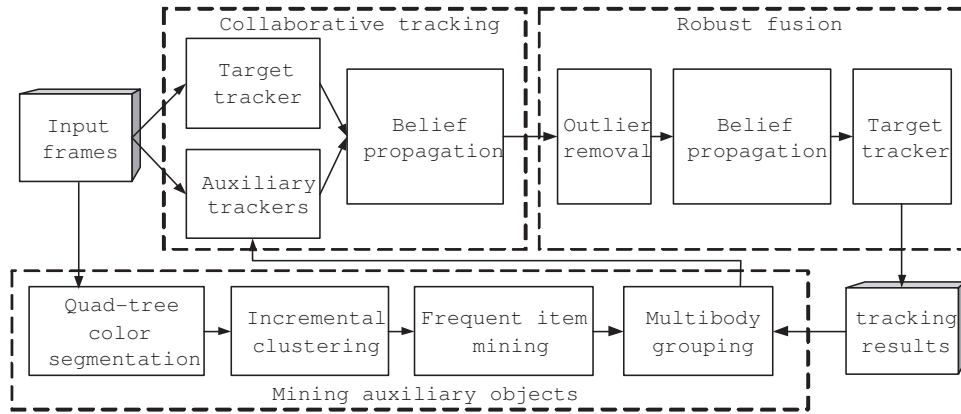 Collaborative tracking
Robust fusion
Input
frames
Target
tracker
Auxiliary
trackers
Belief
propagation
Outlier
removal
Belief
propagation
Target
tracker
Quad-tree
color
segmentation
Incremental
clustering
Frequent item
mining
Multibody
grouping
tracking
results
Mining auxiliary objects